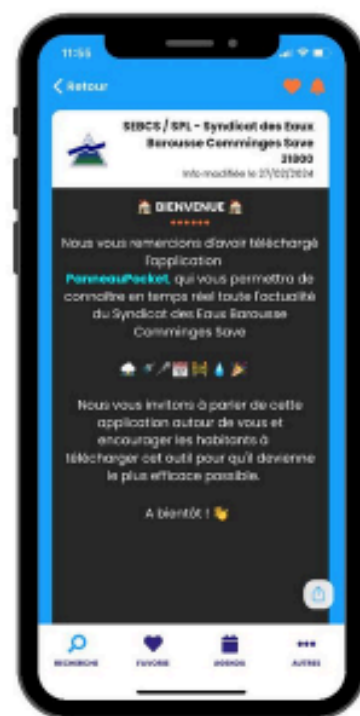 11:55
Retour
SEBCS / SPL - Syndicat des Eaux
Barousse Comminges Save
31800
Info modifiée le 27/02/2024
🏠 BIENVENUE 🏠
Nous vous remercions d'avoir téléchargé
l'application
PanneauPocket, qui vous permettra de
connaître en temps réel toute l'actualité
du Syndicat des Eaux Barousse
Comminges Save
Nous vous invitons à parler de cette
application autour de vous et
encourager les habitants à
télécharger cet outil pour qu'il devienne
le plus efficace possible.
A bientôt ! 👋
RECHERCHE FAVORIS AGENDA AUTRES